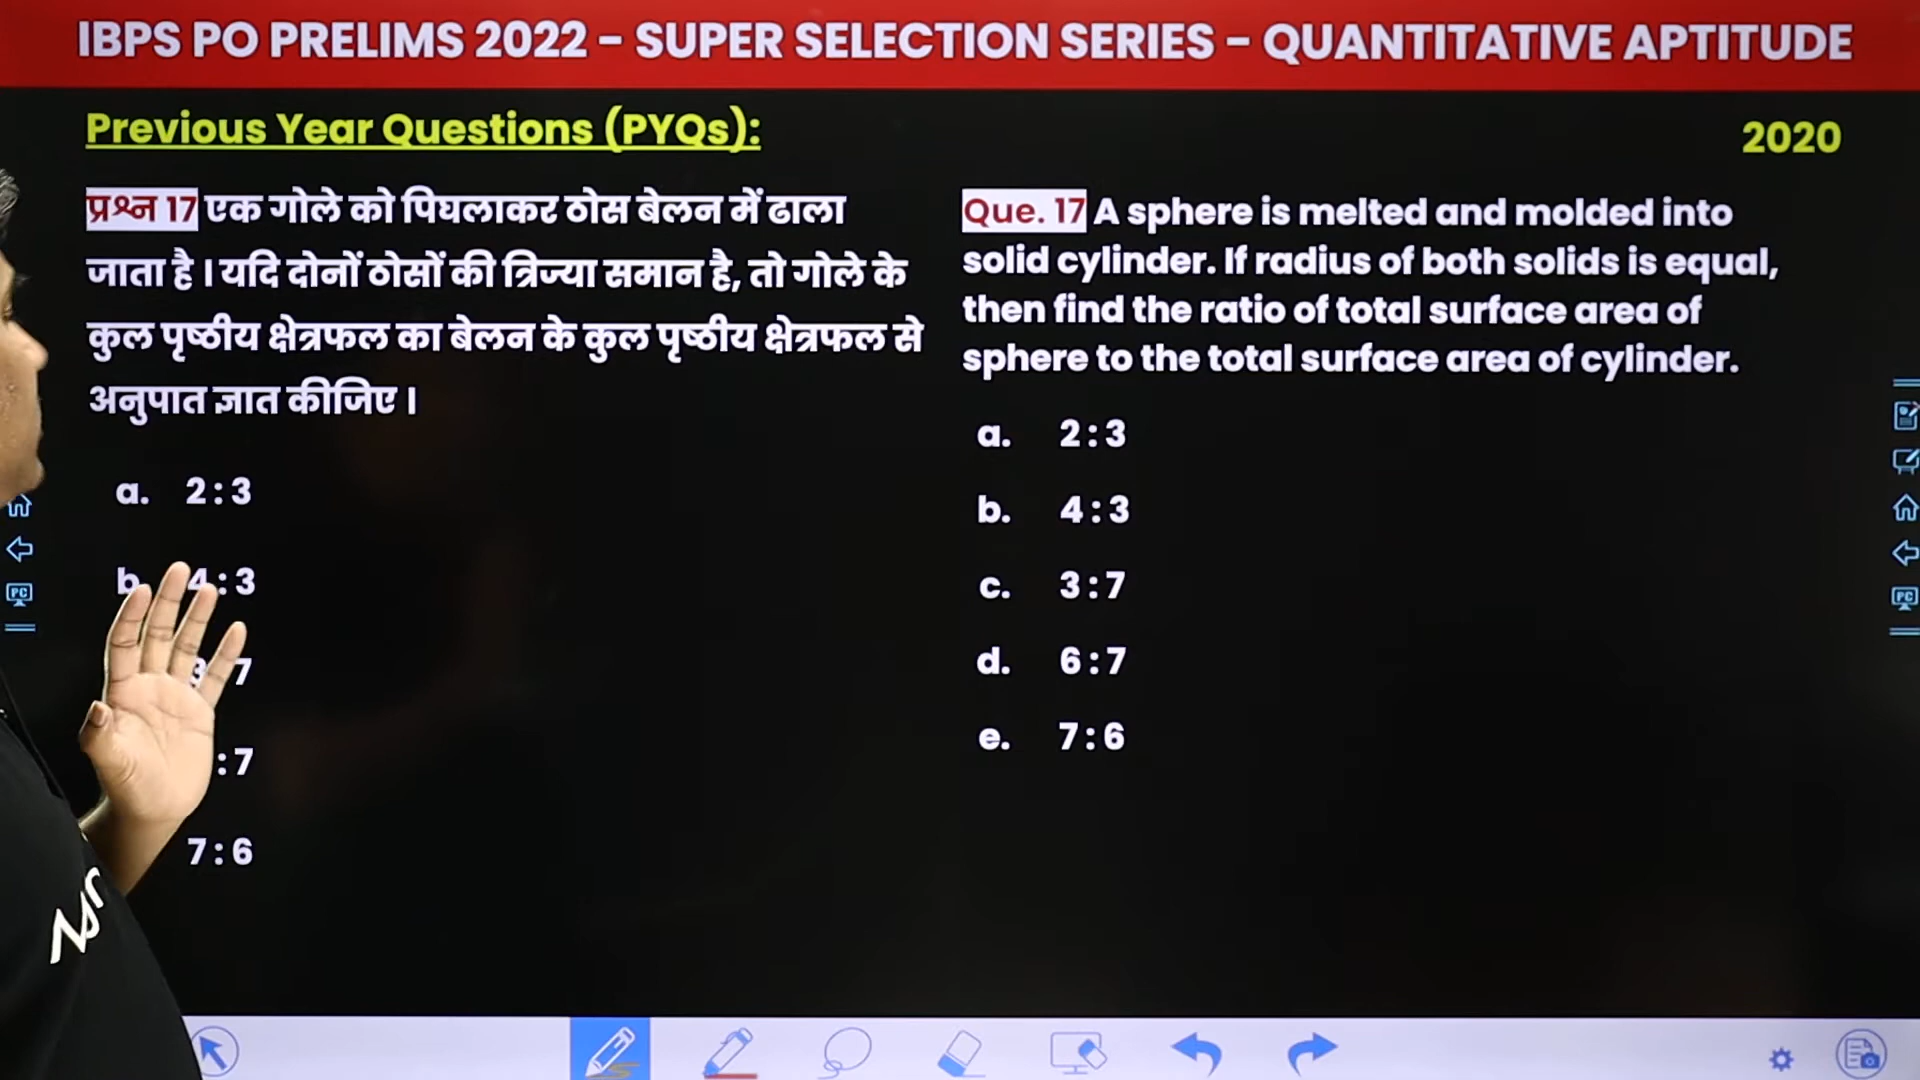 IBPS PO PRELIMS 2022 - SUPER SELECTION SERIES - QUANTITATIVE APTITUDE
Previous Year Questions (PYQs):
2020
प्रश्न 17 एक गोले को पिघलाकर ठोस बेलन में ढाला
जाता है । यदि दोनों ठोसों की त्रिज्या समान है, तो गोले के
कुल पृष्ठीय क्षेत्रफल का बेलन के कुल पृष्ठीय क्षेत्रफल से
अनुपात ज्ञात कीजिए ।
a. 2 : 3
b. 4 : 3
3 7
: 7
7 : 6
Que. 17 A sphere is melted and molded into
solid cylinder. If radius of both solids is equal,
then find the ratio of total surface area of
sphere to the total surface area of cylinder.
a. 2 : 3
b. 4 : 3
c. 3 : 7
d. 6 : 7
e. 7 : 6
PC
PC